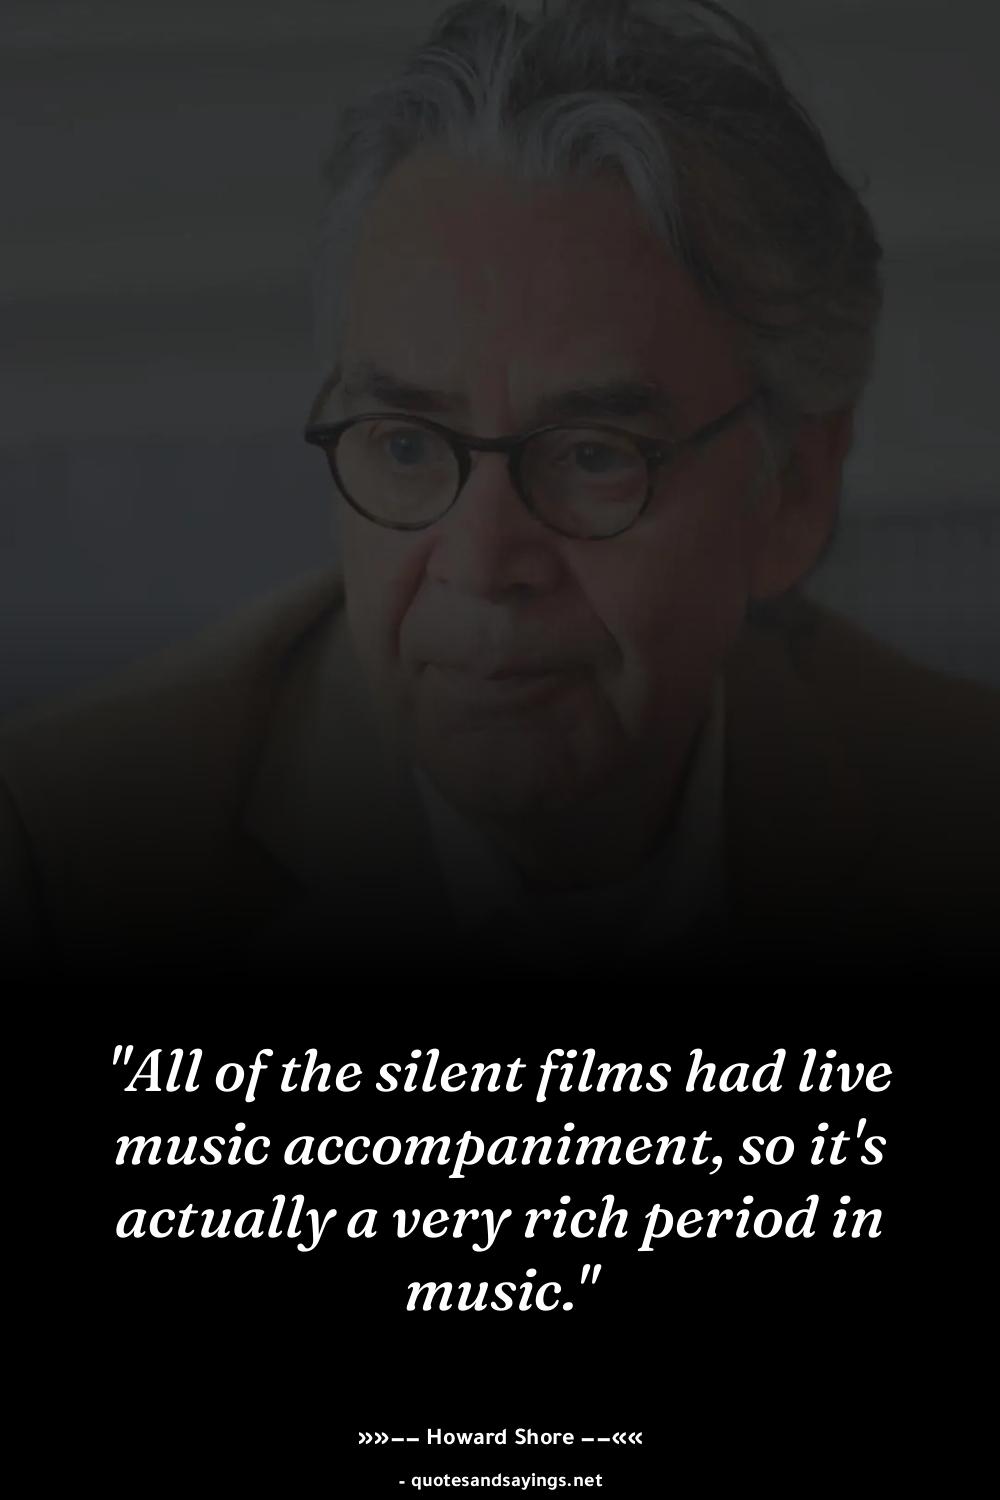 "All of the silent films had live
music accompaniment, so it's
actually a very rich period in
music."
»»−− Howard Shore −−««
- quotesandsayings.net